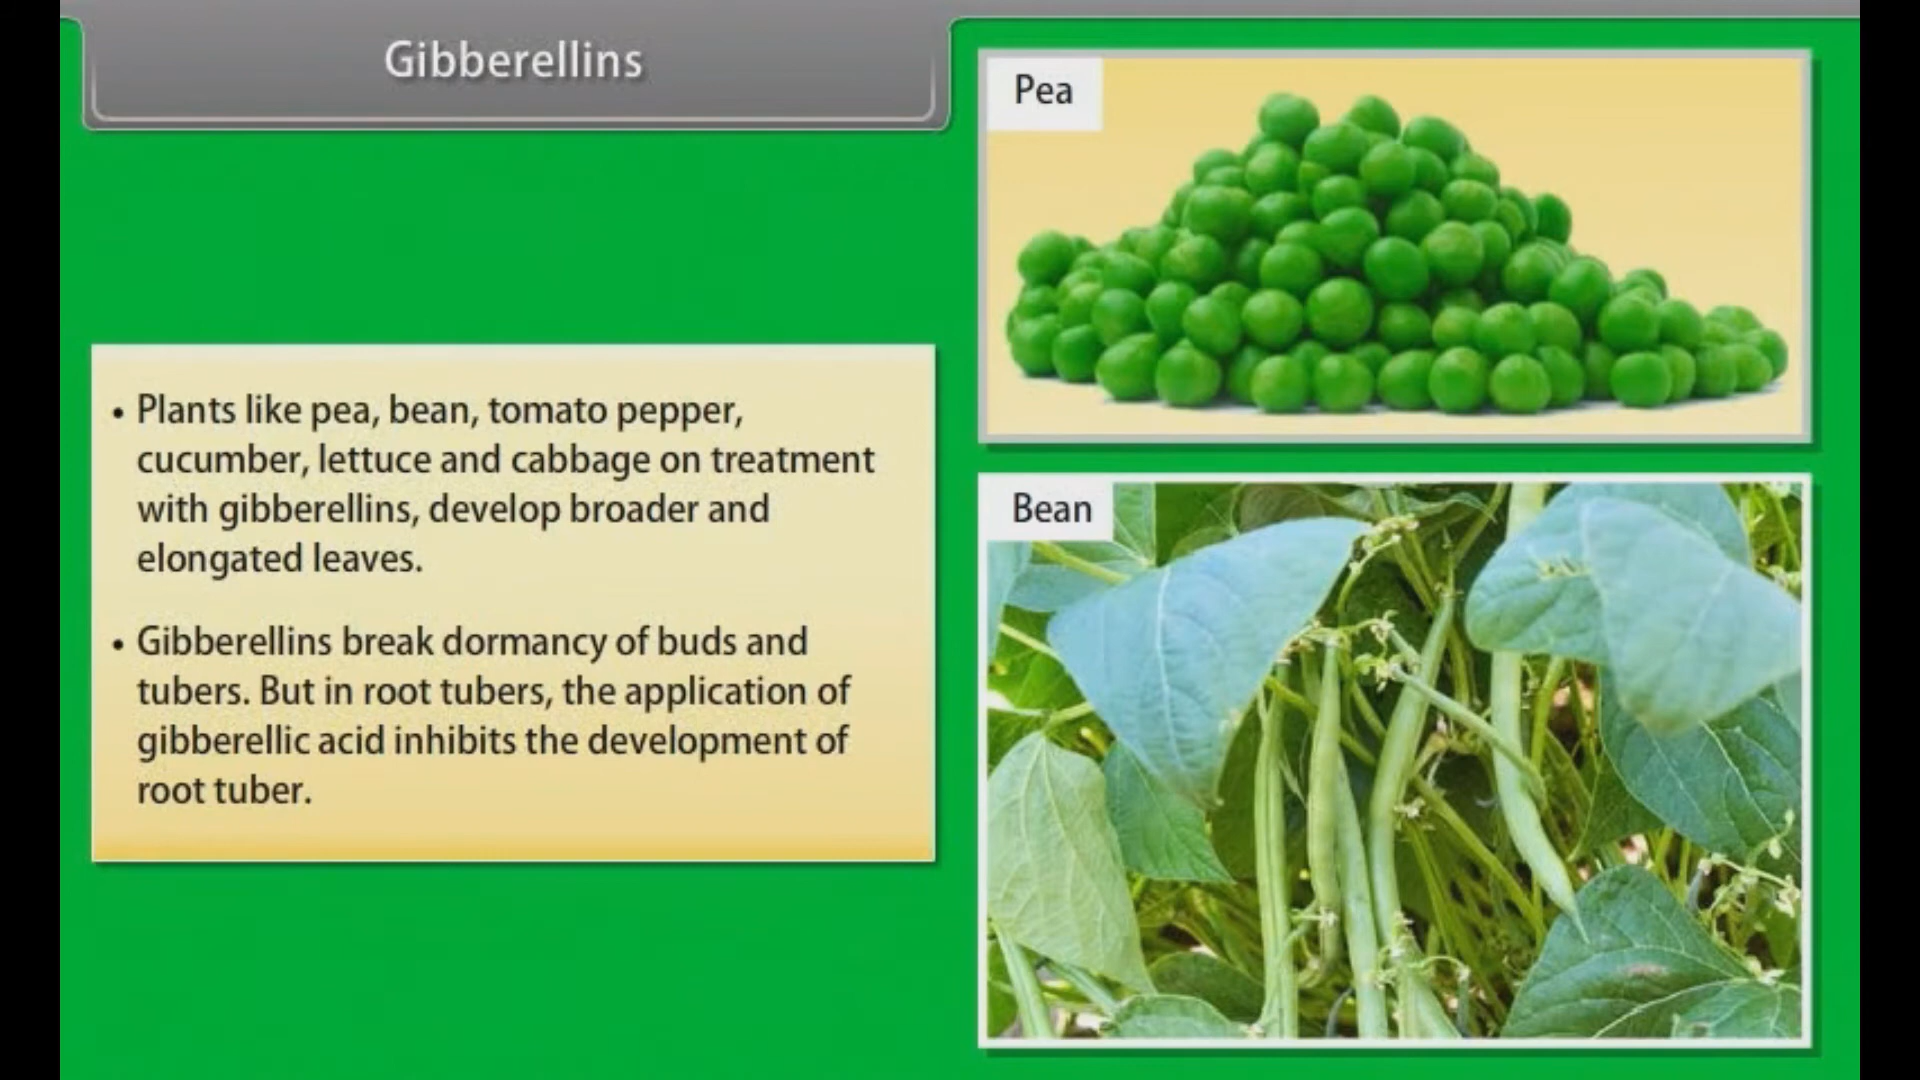 Gibberellins
• Plants like pea, bean, tomato pepper,
cucumber, lettuce and cabbage on treatment
with gibberellins, develop broader and
elongated leaves.
• Gibberellins break dormancy of buds and
tubers. But in root tubers, the application of
gibberellic acid inhibits the development of
root tuber.
Pea
Bean